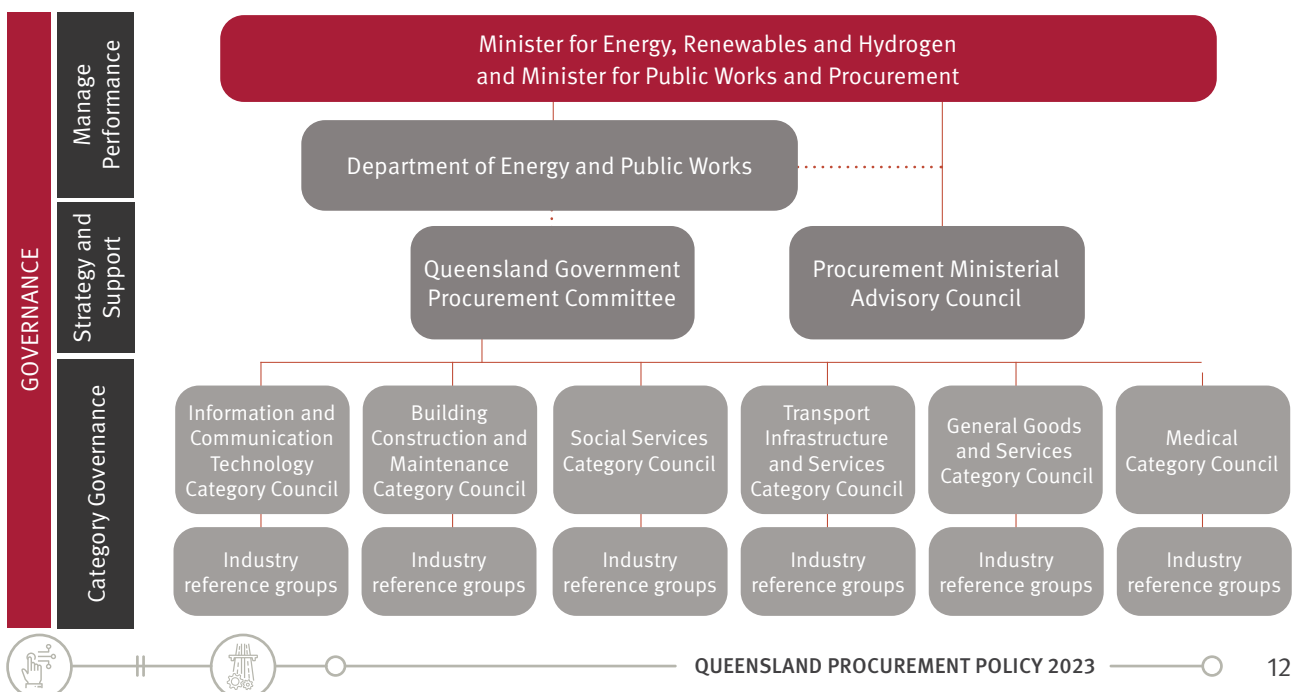 GOVERNANCE
Manage
Performance
Strategy and
Support
Category Governance
Minister for Energy, Renewables and Hydrogen
and Minister for Public Works and Procurement
Department of Energy and Public Works
Queensland Government
Procurement Committee
Procurement Ministerial
Advisory Council
Information and
Communication
Technology
Category Council
Building
Construction and
Maintenance
Category Council
Social Services
Category Council
Transport
Infrastructure
and Services
Category Council
General Goods
and Services
Category Council
Medical
Category Council
Industry
reference groups
Industry
reference groups
Industry
reference groups
Industry
reference groups
Industry
reference groups
Industry
reference groups
QUEENSLAND PROCUREMENT POLICY 2023
12